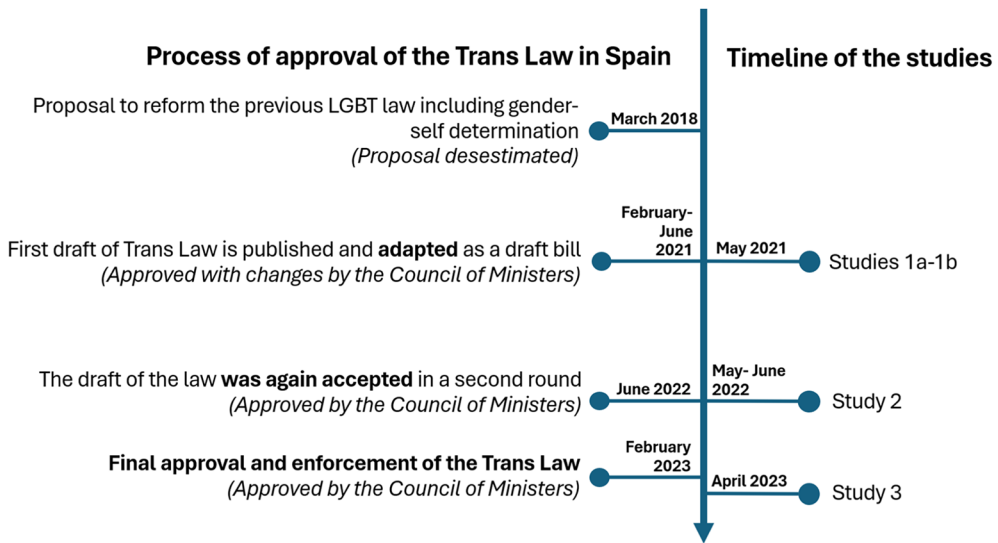 Process of approval of the Trans Law in Spain
Timeline of the studies
Proposal to reform the previous LGBT law including gender-
self determination
(Proposal desestimated)
March 2018
First draft of Trans Law is published and adapted as a draft bill
(Approved with changes by the Council of Ministers)
February-
June
2021
May 2021
Studies 1a-1b
The draft of the law was again accepted in a second round
(Approved by the Council of Ministers)
June 2022
May- June
2022
Study 2
Final approval and enforcement of the Trans Law
(Approved by the Council of Ministers)
February
2023
April 2023
Study 3